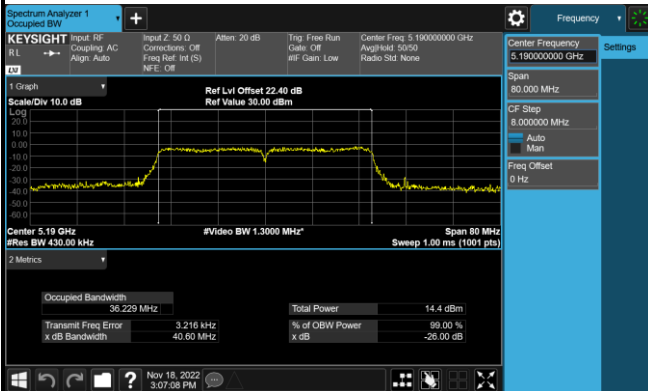 Spectrum Analyzer 1
Occupied BW
+
Frequency
KEYSIGHT
RL
Input: RF
Coupling: AC
Align: Auto
Input Z: 50 Ω
Corrections: Off
Freq Ref: Int (S)
NFE: Off
Atten: 20 dB
Trig: Free Run
Gate: Off
#IF Gain: Low
Center Freq: 5.190000000 GHz
Avg|Hold: 50/50
Radio Std: None
Center Frequency
5.190000000 GHz
Settings
Span
80.000 MHz
CF Step
8.000000 MHz
Auto
Man
Freq Offset
0 Hz
1 Graph
Scale/Div 10.0 dB
Ref Lvl Offset 22.40 dB
Ref Value 30.00 dBm
Log
20.0
10.0
0.00
-10.0
-20.0
-30.0
-40.0
-50.0
-60.0
Center 5.19 GHz
#Res BW 430.00 kHz
#Video BW 1.3000 MHz*
Span 80 MHz
Sweep 1.00 ms (1001 pts)
2 Metrics
Occupied Bandwidth
36.229 MHz
Total Power 14.4 dBm
Transmit Freq Error 3.216 kHz
% of OBW Power 99.00 %
x dB Bandwidth 40.60 MHz
x dB -26.00 dB
?
Nov 18, 2022
3:07:08 PM